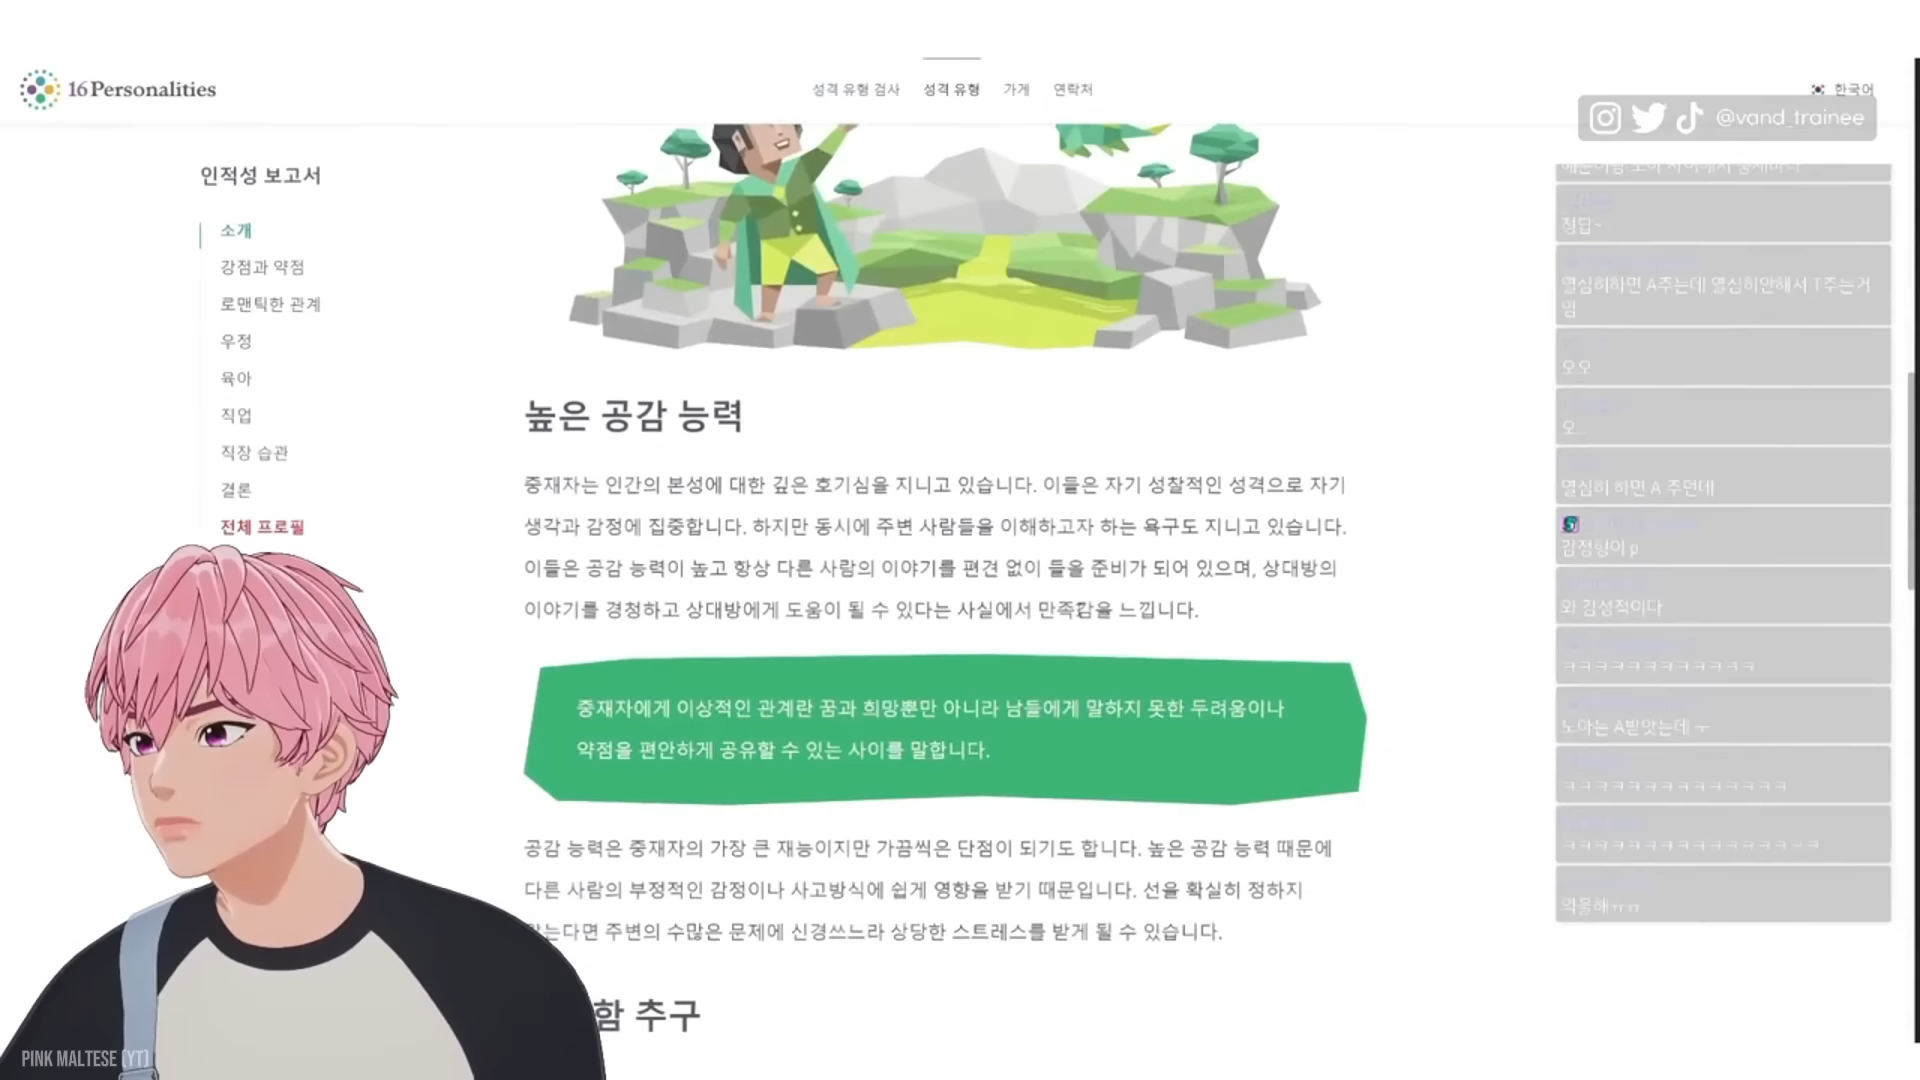 16Personalities
성격 유형 검사
성격 유형
가게
연락처
한국어
@vand_trainee
인적성 보고서
소개
강점과 약점
로맨틱한 관계
우정
육아
직업
직장 습관
결론
전체 프로필
높은 공감 능력
중재자는 인간의 본성에 대한 깊은 호기심을 지니고 있습니다. 이들은 자기 성찰적인 성격으로 자기
생각과 감정에 집중합니다. 하지만 동시에 주변 사람들을 이해하고자 하는 욕구도 지니고 있습니다.
이들은 공감 능력이 높고 항상 다른 사람의 이야기를 편견 없이 들을 준비가 되어 있으며, 상대방의
이야기를 경청하고 상대방에게 도움이 될 수 있다는 사실에서 만족감을 느낍니다.
중재자에게 이상적인 관계란 꿈과 희망뿐만 아니라 남들에게 말하지 못한 두려움이나
약점을 편안하게 공유할 수 있는 사이를 말합니다.
공감 능력은 중재자의 가장 큰 재능이지만 가끔씩은 단점이 되기도 합니다. 높은 공감 능력 때문에
다른 사람의 부정적인 감정이나 사고방식에 쉽게 영향을 받기 때문입니다. 선을 확실히 정하지
않는다면 주변의 수많은 문제에 신경쓰느라 상당한 스트레스를 받게 될 수 있습니다.
함 추구
정답~
열심히하면 A주는데 열심히안해서 T주는거
임
오오
오..
열심히 하면 A 주던데
감정형이 p
와 감성적이다
ㅋㅋㅋㅋㅋㅋㅋㅋㅋㅋㅋㅋ
노아는 A받았는데 ㅜ
ㅋㅋㅋㅋㅋㅋㅋㅋㅋㅋㅋㅋㅋㅋ
ㅋㅋㅋㅋㅋㅋㅋㅋㅋㅋㅋㅋㅋㅋㅋㅋ
억울해ㅠㅠ
PINK MALTESE (YT)